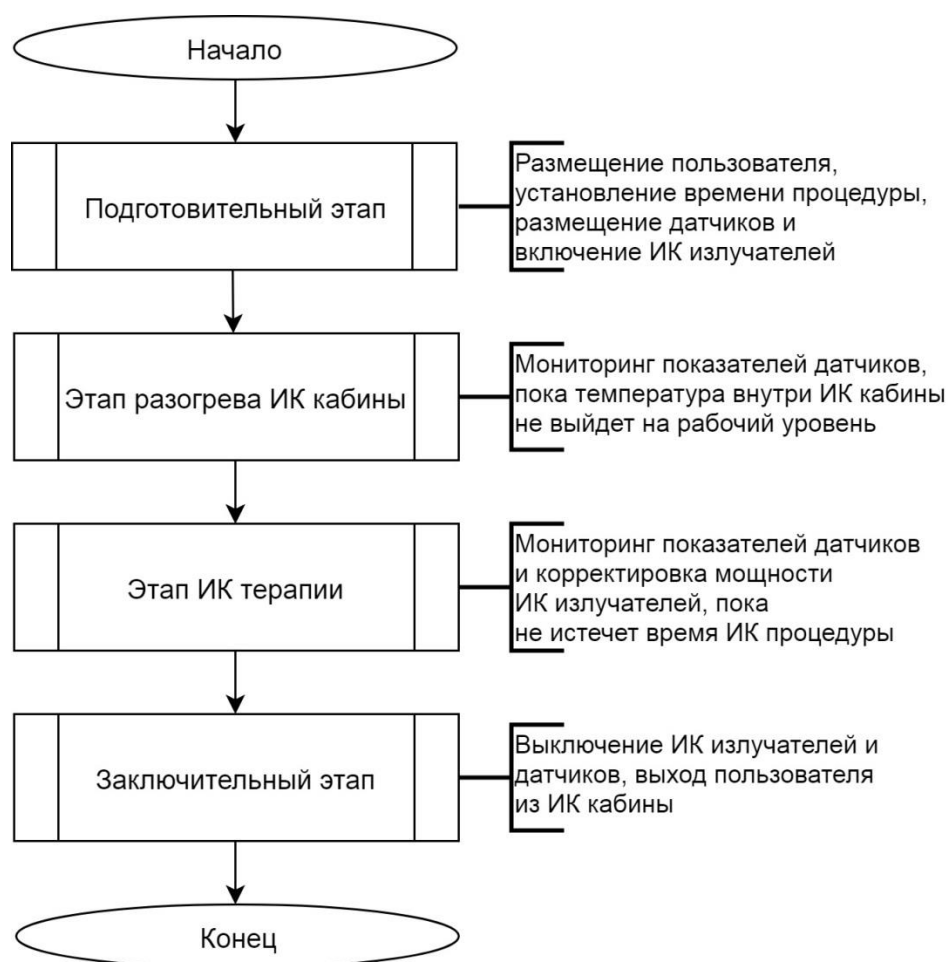 Начало
Подготовительный этап
Размещение пользователя,
установление времени процедуры,
размещение датчиков и
включение ИК излучателей
Этап разогрева ИК кабины
Мониторинг показателей датчиков,
пока температура внутри ИК кабины
не выйдет на рабочий уровень
Этап ИК терапии
Мониторинг показателей датчиков
и корректировка мощности
ИК излучателей, пока
не истечет время ИК процедуры
Заключительный этап
Выключение ИК излучателей и
датчиков, выход пользователя
из ИК кабины
Конец